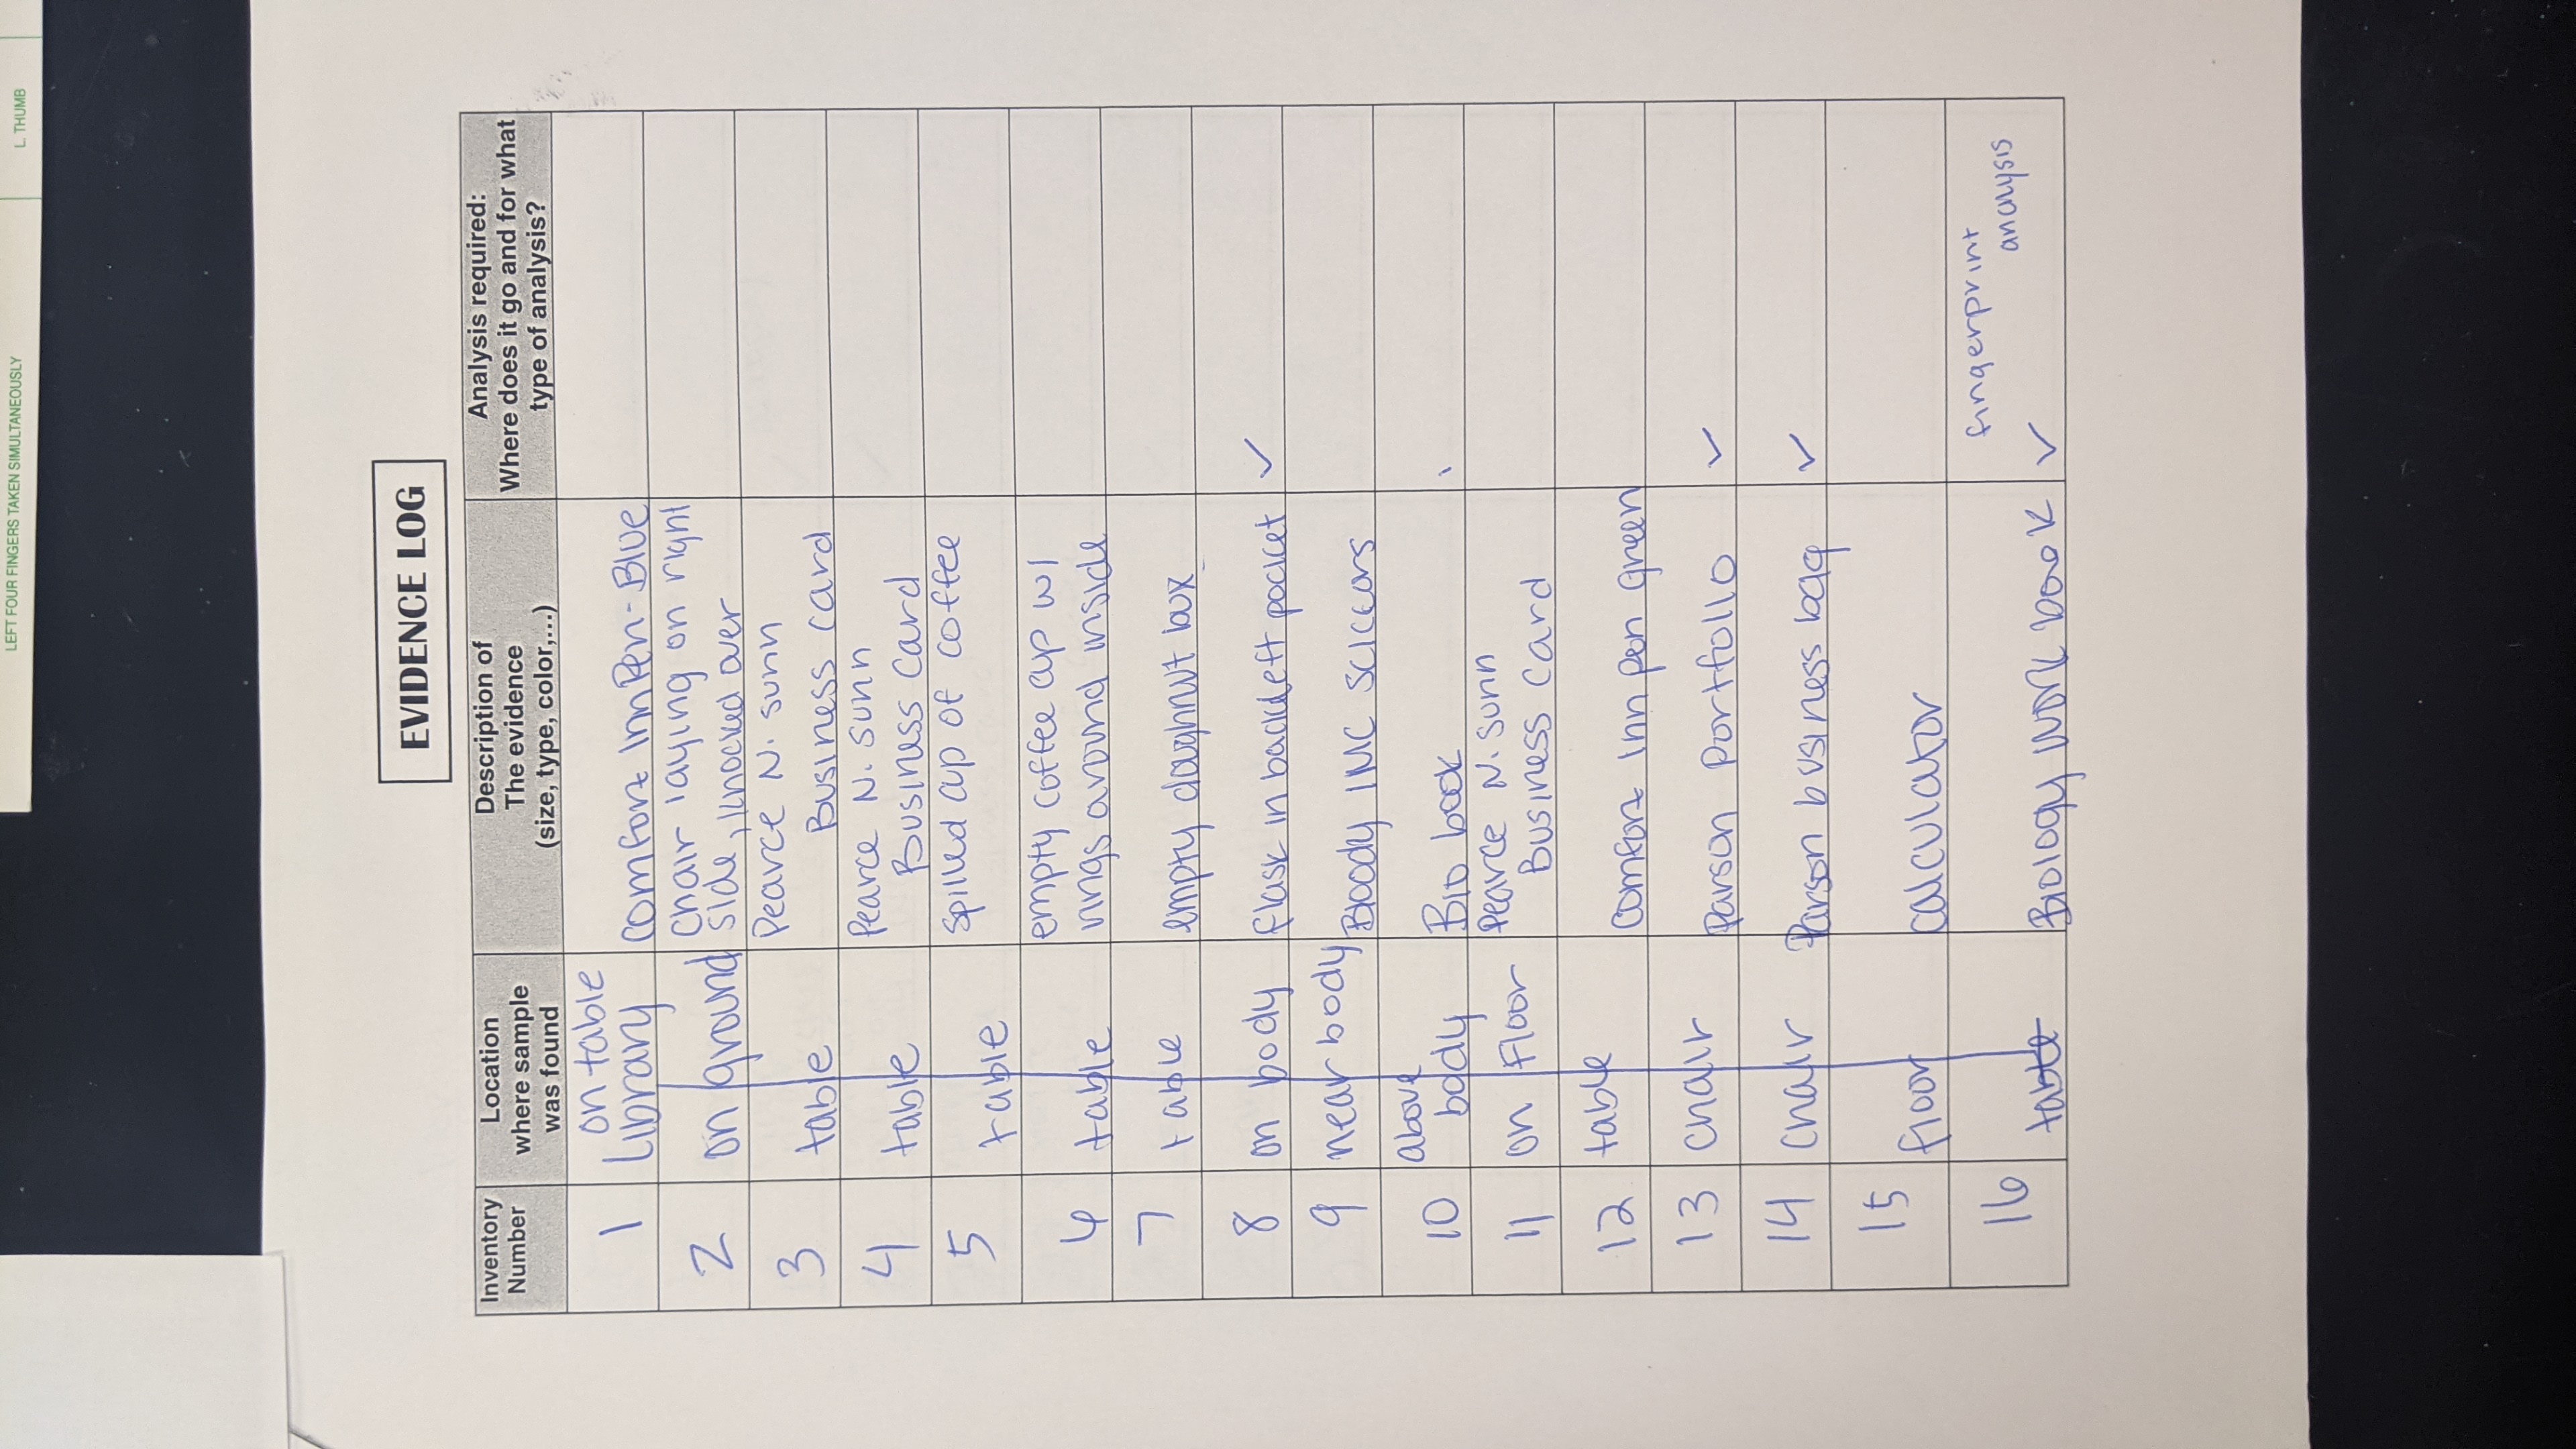 LEFT FOUR FINGERS TAKEN SIMULTANEOUSLY
L. THUMB
EVIDENCE LOG
Inventory
Number
Location
where sample
was found
Description of
The evidence
(size, type, color,...)
Analysis required:
Where does it go and for what
type of analysis?
1
on table
Library
Comfort Inn Pen - Blue
2
on ground
chair laying on right
side, knocked over
3
table
Pearce N. Sunn
Business card
4
table
Pearce N. Sunn
Business Card
5
table
Spilled cup of coffee
6
table
empty coffee cup w/
rings around inside
7
table
empty doughnut box
8
on body
flask in back left pocket
✓
9
near body
Bloody IMC sciccors
10
above
body
Bio book
11
on Floor
Pearce N. Sunn
Business Card
12
table
Comfort Inn pen green
13
chair
Parson Portfolio
✓
14
chair
Parson business bag
✓
15
floor
calculator
16
table
Biology work book
fingerprint
analysis
✓